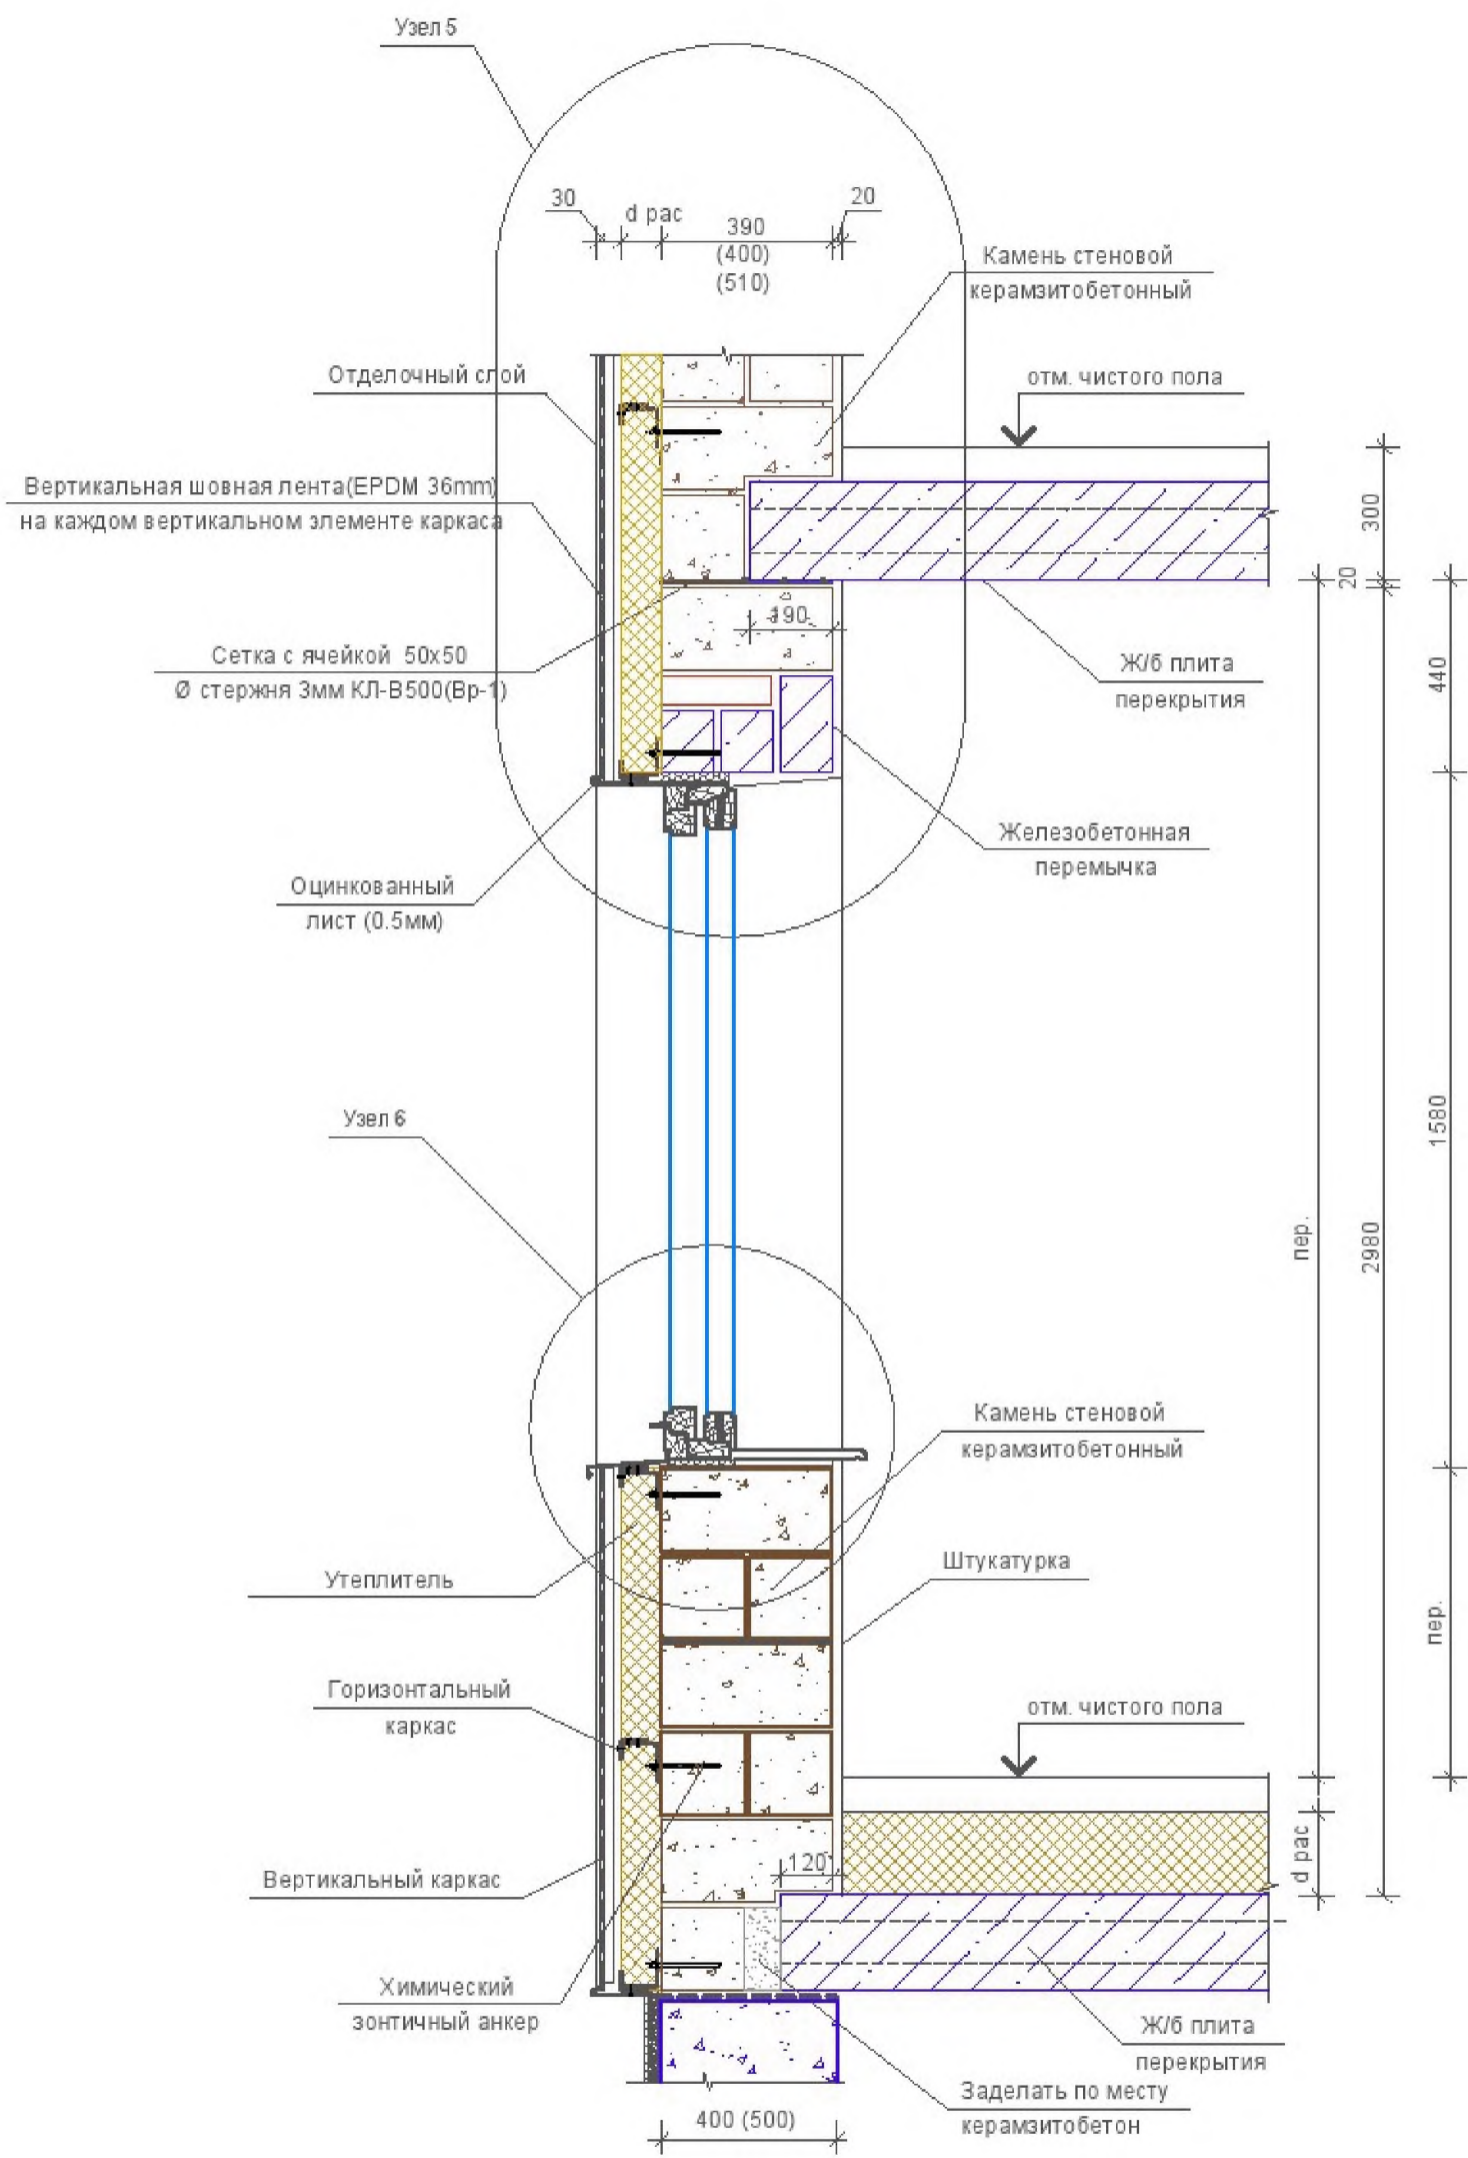 Узел 5
30
d рас
390
(400)
(510)
20
Камень стеновой
керамзитобетонный
Отделочный слой
отм. чистого пола
Вертикальная шовная лента(EPDM 36mm)
на каждом вертикальном элементе каркаса
300
20
190
Сетка с ячейкой 50x50
Ø стержня 3мм КЛ-В500(Вр-1)
Ж/б плита
перекрытия
440
Железобетонная
перемычка
Оцинкованный
лист (0.5мм)
Узел 6
1580
пер.
2980
Камень стеновой
керамзитобетонный
Утеплитель
Штукатурка
пер.
Горизонтальный
каркас
отм. чистого пола
120
d рас
Вертикальный каркас
Химический
зонтичный анкер
Ж/б плита
перекрытия
Заделать по месту
керамзитобетон
400 (500)